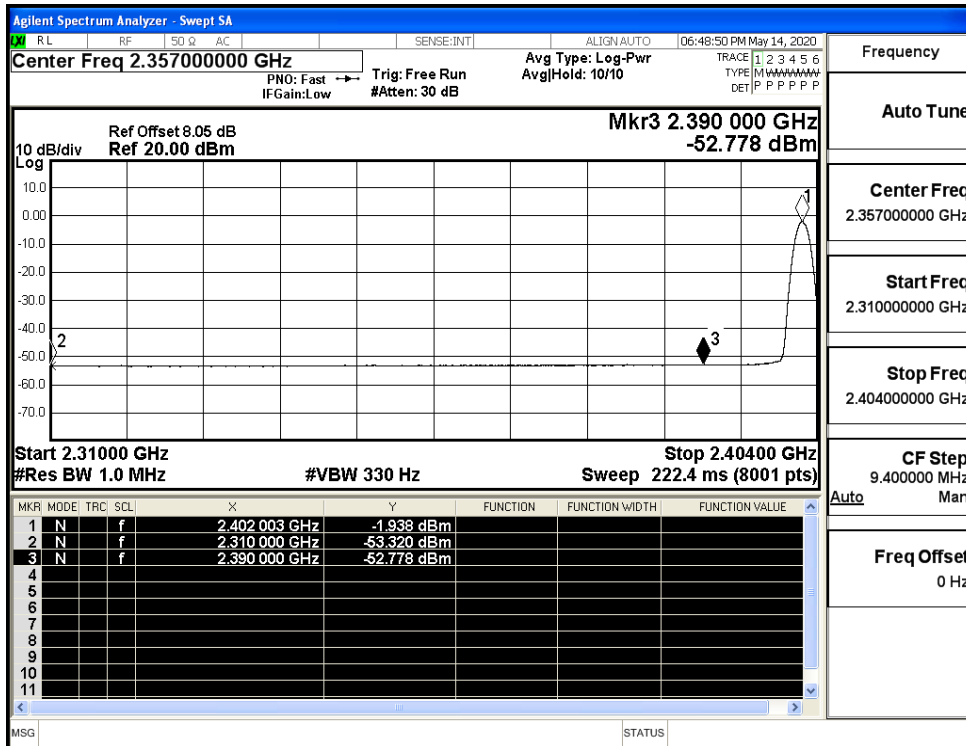 Agilent Spectrum Analyzer - Swept SA
LXI RL RF 50 Ω AC SENSE:INT ALIGN AUTO 06:48:50 PM May 14, 2020
Center Freq 2.357000000 GHz
PNO: Fast
IFGain:Low
Trig: Free Run
#Atten: 30 dB
Avg Type: Log-Pwr
Avg|Hold: 10/10
TRACE 1 2 3 4 5 6
TYPE M W W W W W
DET P P P P P P
Ref Offset 8.05 dB
10 dB/div Ref 20.00 dBm
Log
Mkr3 2.390 000 GHz
-52.778 dBm
10.0
0.00
-10.0
-20.0
-30.0
-40.0
-50.0
-60.0
-70.0
1
2
3
Start 2.31000 GHz Stop 2.40400 GHz
#Res BW 1.0 MHz #VBW 330 Hz Sweep 222.4 ms (8001 pts)
MKR MODE TRC SCL X Y FUNCTION FUNCTION WIDTH FUNCTION VALUE
1 N f 2.402 003 GHz -1.938 dBm
2 N f 2.310 000 GHz -53.320 dBm
3 N f 2.390 000 GHz -52.778 dBm
4
5
6
7
8
9
10
11
MSG STATUS
Frequency
Auto Tune
Center Freq
2.357000000 GHz
Start Freq
2.310000000 GHz
Stop Freq
2.404000000 GHz
CF Step
9.400000 MHz
Auto Man
Freq Offset
0 Hz